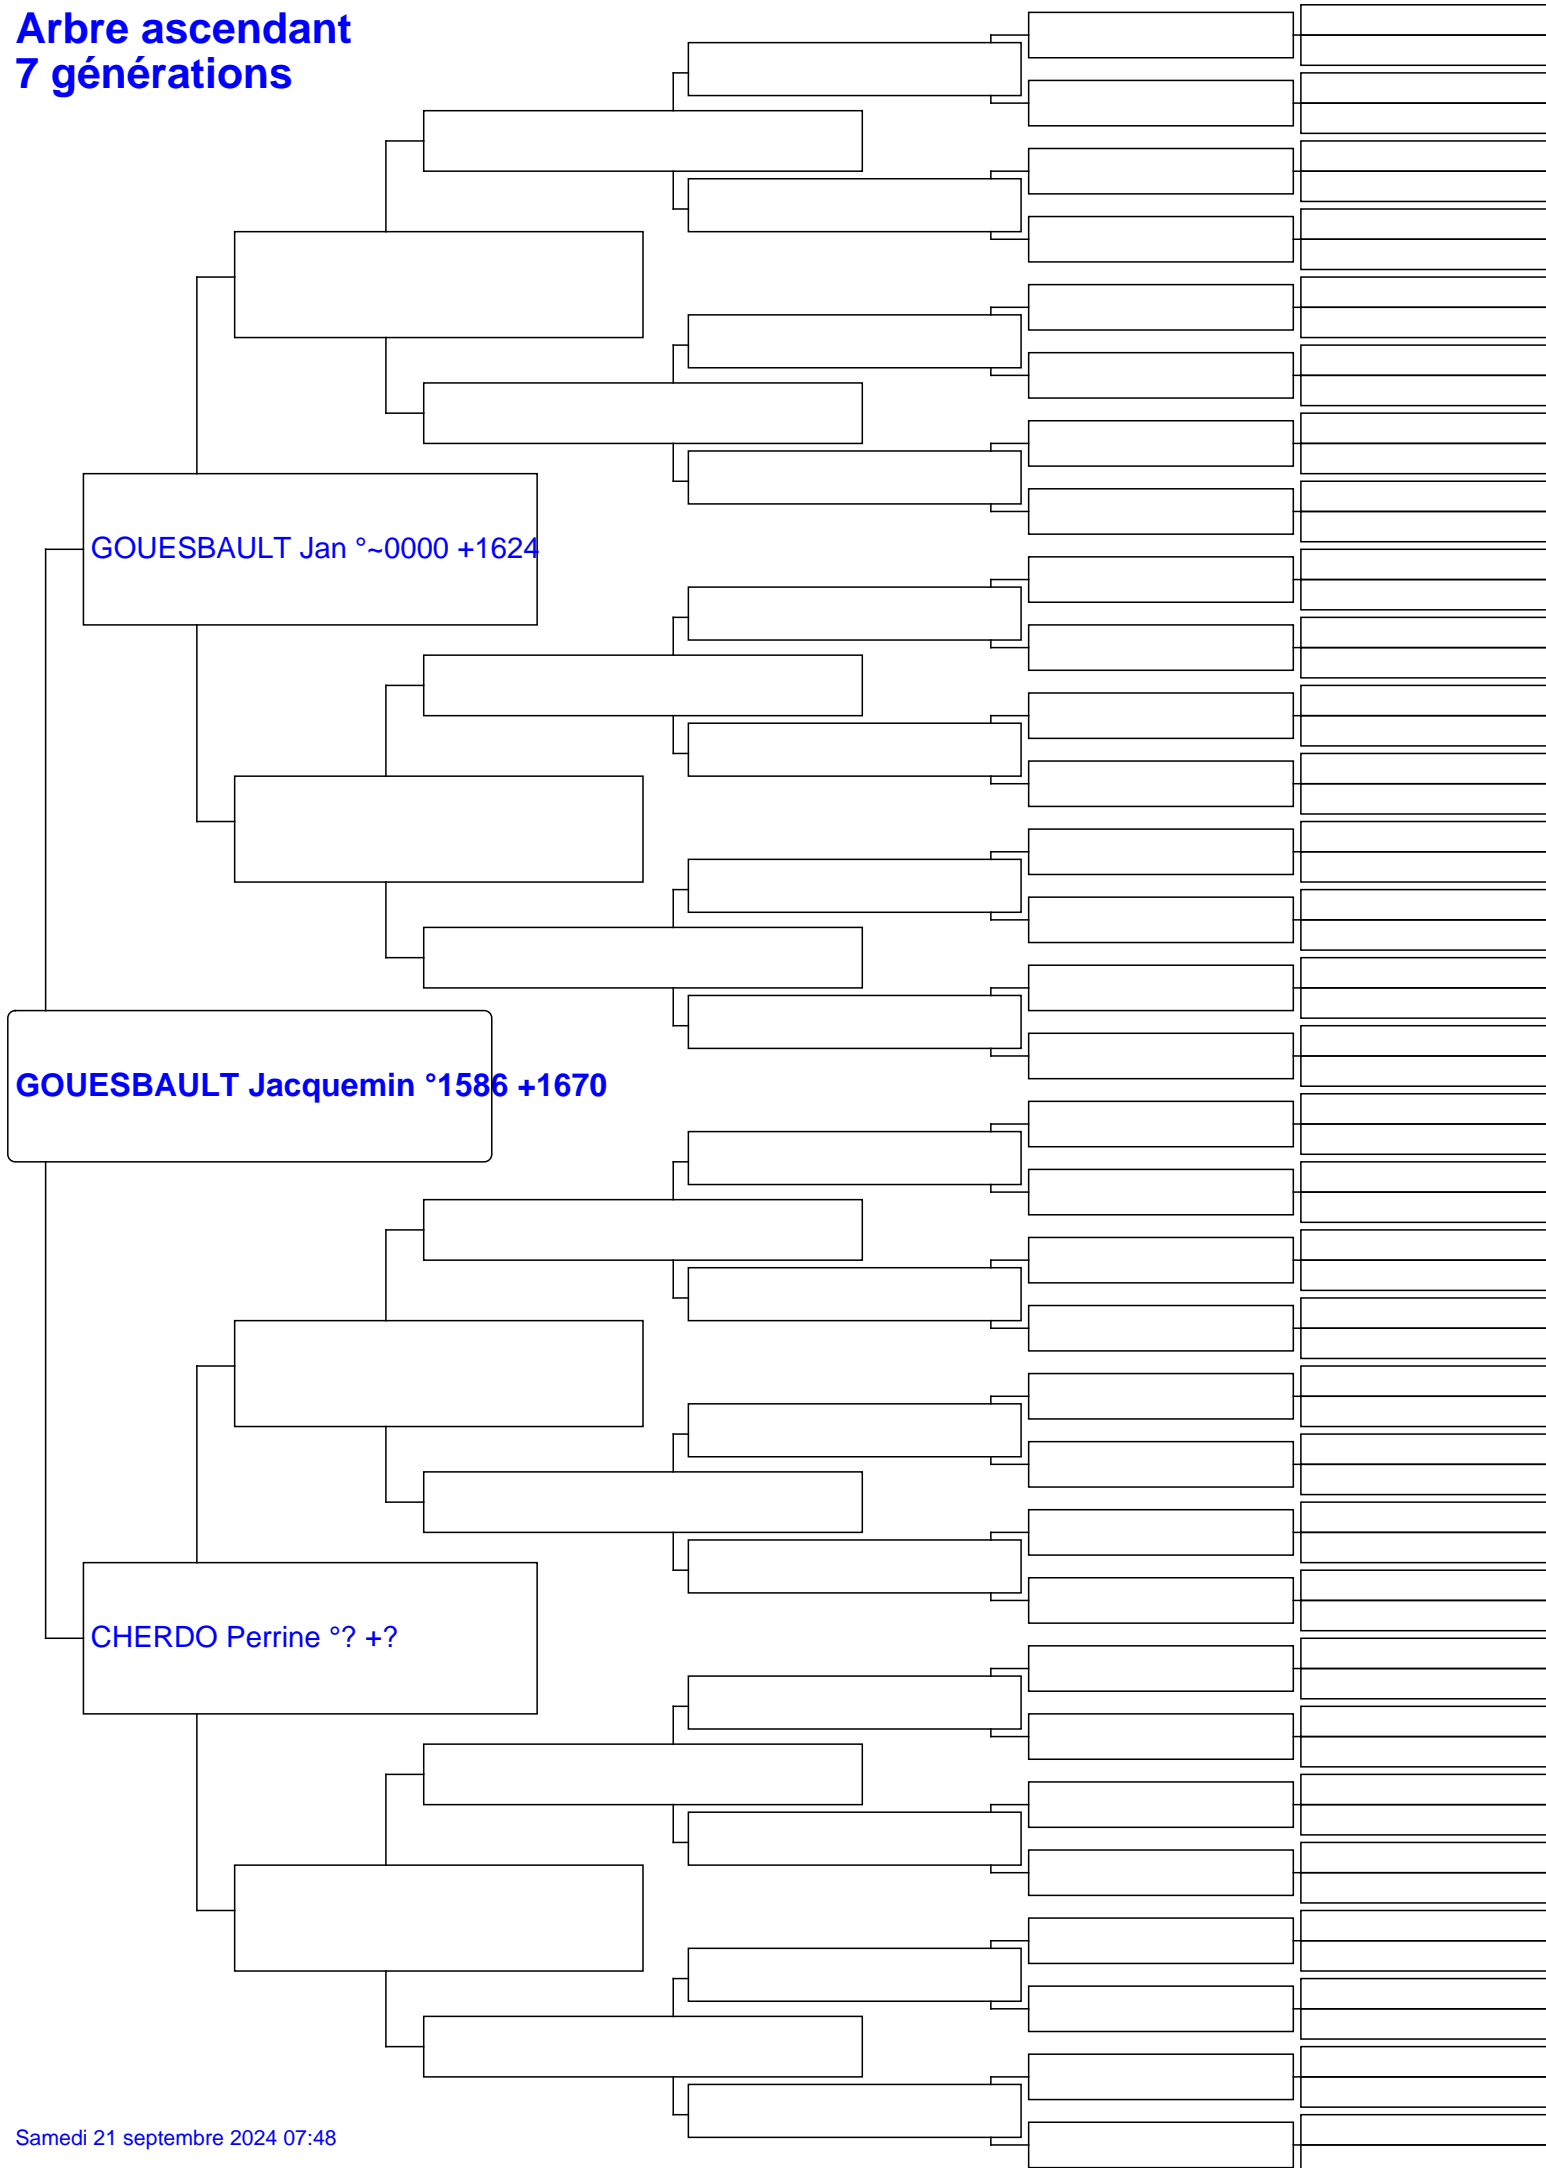 Arbre ascendant
7 générations
GOUESBAULT Jan °~0000 +1624
GOUESBAULT Jacquemin °1586 +1670
CHERDO Perrine °? +?
Samedi 21 septembre 2024 07:48